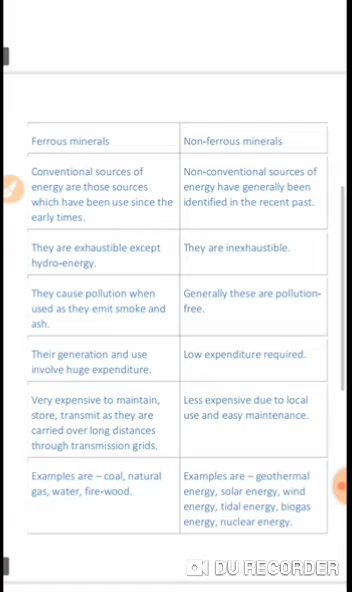 Ferrous minerals
Non-ferrous minerals
Conventional sources of
energy are those sources
which have been use since the
early times.
Non-conventional sources of
energy have generally been
identified in the recent past.
They are exhaustible except
hydro-energy.
They are inexhaustible.
They cause pollution when
used as they emit smoke and
ash.
Generally these are pollution-
free.
Their generation and use
involve huge expenditure.
Low expenditure required.
Very expensive to maintain,
store, transmit as they are
carried over long distances
through transmission grids.
Less expensive due to local
use and easy maintenance.
Examples are – coal, natural
gas, water, fire-wood.
Examples are – geothermal
energy, solar energy, wind
energy, tidal energy, biogas
energy, nuclear energy.
DU RECORDER